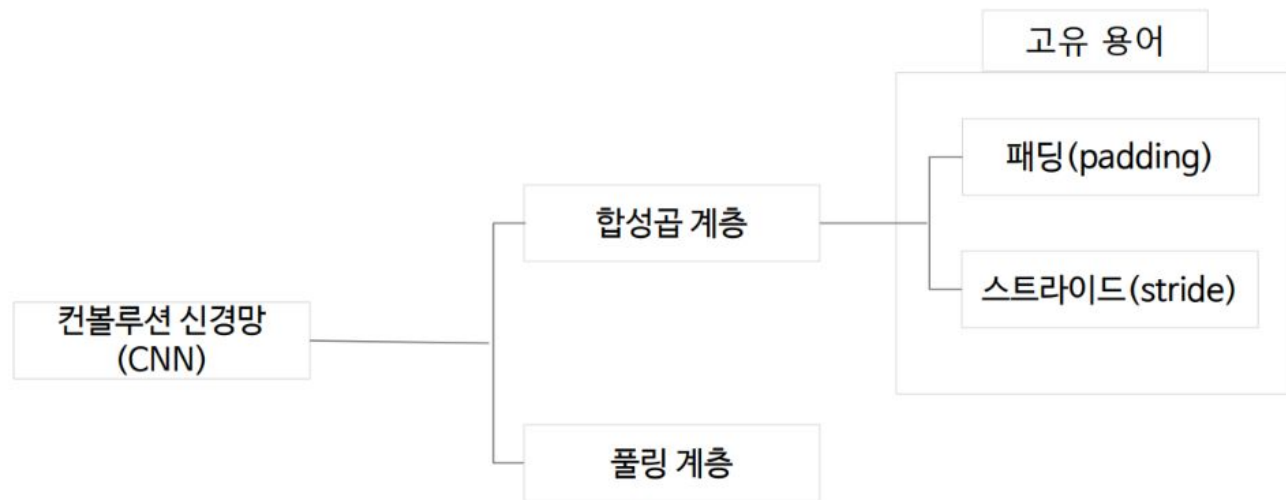 고유 용어
패딩(padding)
합성곱 계층
스트라이드(stride)
컨볼루션 신경망
(CNN)
풀링 계층